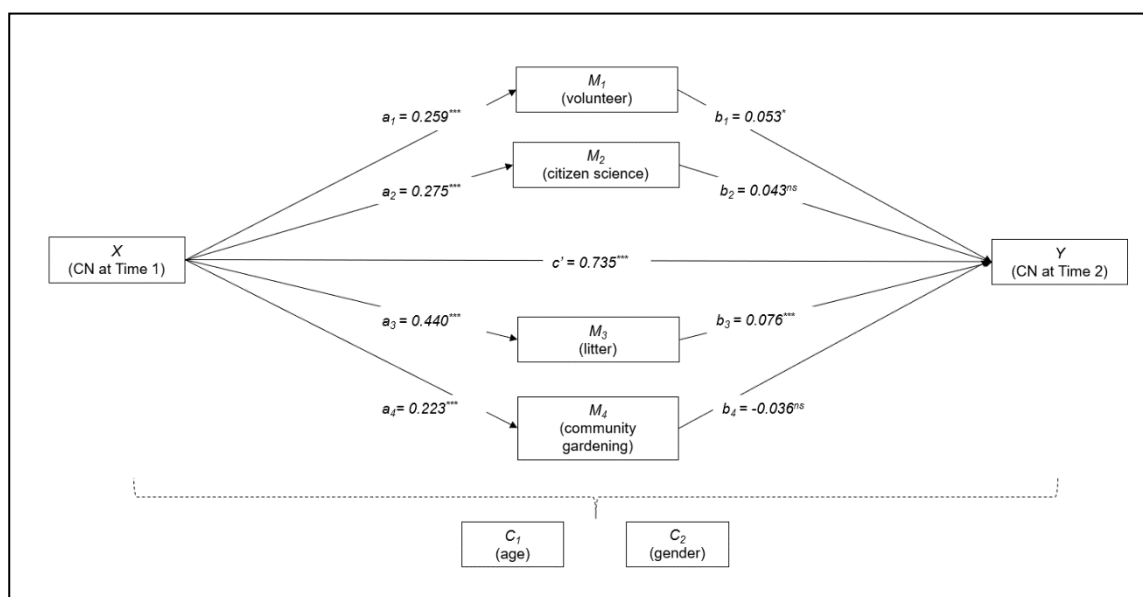 M₁
(volunteer)
a₁ = 0.259***
b₁ = 0.053*
M₂
(citizen science)
a₂ = 0.275***
b₂ = 0.043ⁿˢ
X
(CN at Time 1)
c' = 0.735***
Y
(CN at Time 2)
a₃ = 0.440***
M₃
(litter)
b₃ = 0.076***
a₄= 0.223***
M₄
(community
gardening)
b₄ = -0.036ⁿˢ
C₁
(age)
C₂
(gender)